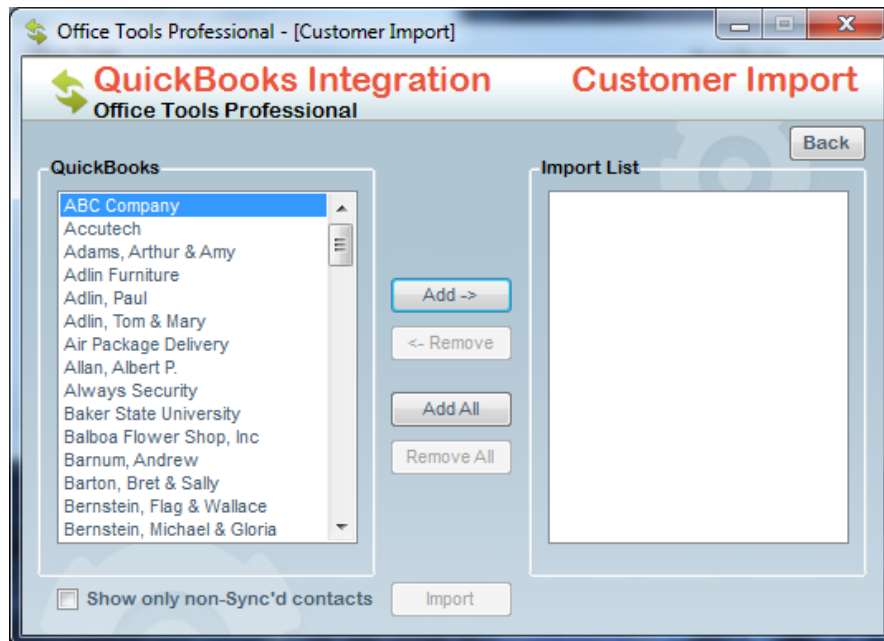 Office Tools Professional - [Customer Import]
QuickBooks Integration
Customer Import
Office Tools Professional
Back
QuickBooks
ABC Company
Accutech
Adams, Arthur & Amy
Adlin Furniture
Adlin, Paul
Adlin, Tom & Mary
Air Package Delivery
Allan, Albert P.
Always Security
Baker State University
Balboa Flower Shop, Inc
Barnum, Andrew
Barton, Bret & Sally
Bernstein, Flag & Wallace
Bernstein, Michael & Gloria
Add ->
<- Remove
Add All
Remove All
Import List
Show only non-Sync'd contacts
Import